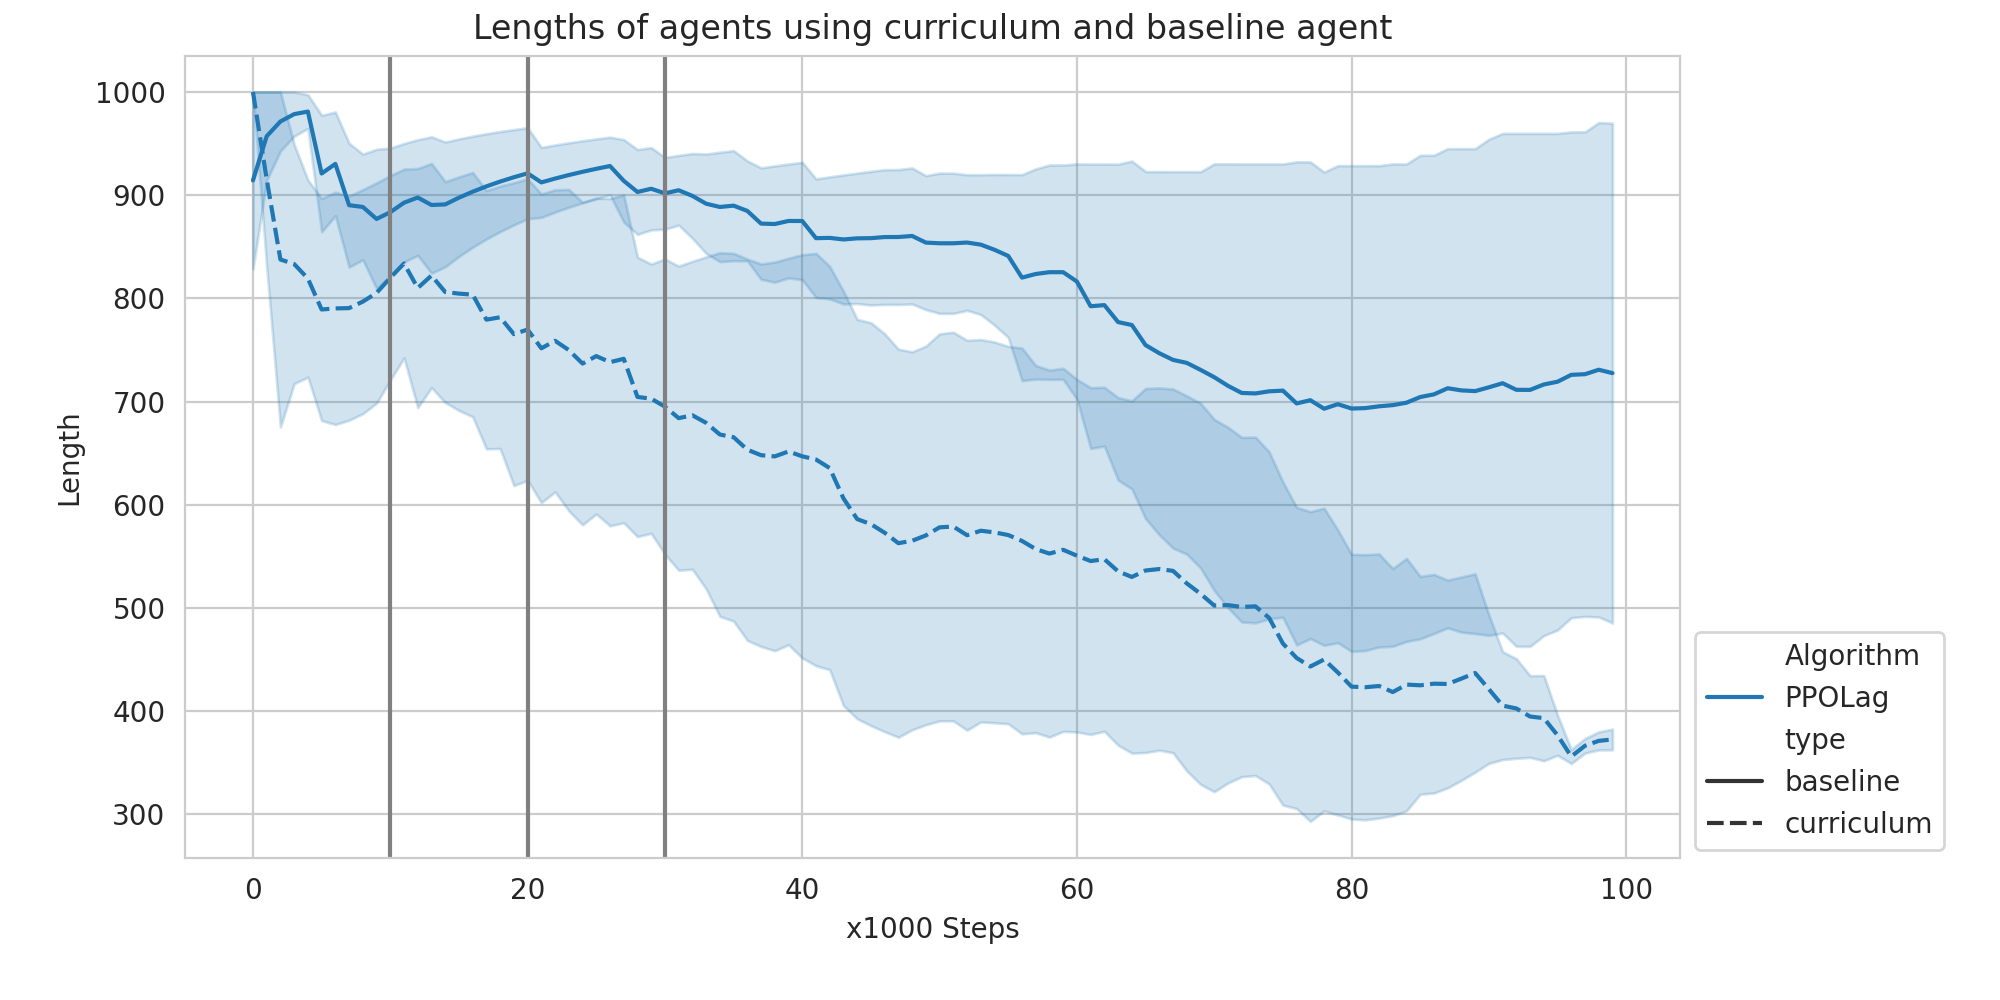 Lengths of agents using curriculum and baseline agent
1000
900
800
700
600
500
400
300
Length
0 20 40 60 80 100
x1000 Steps
Algorithm
PPOLag
type
baseline
curriculum